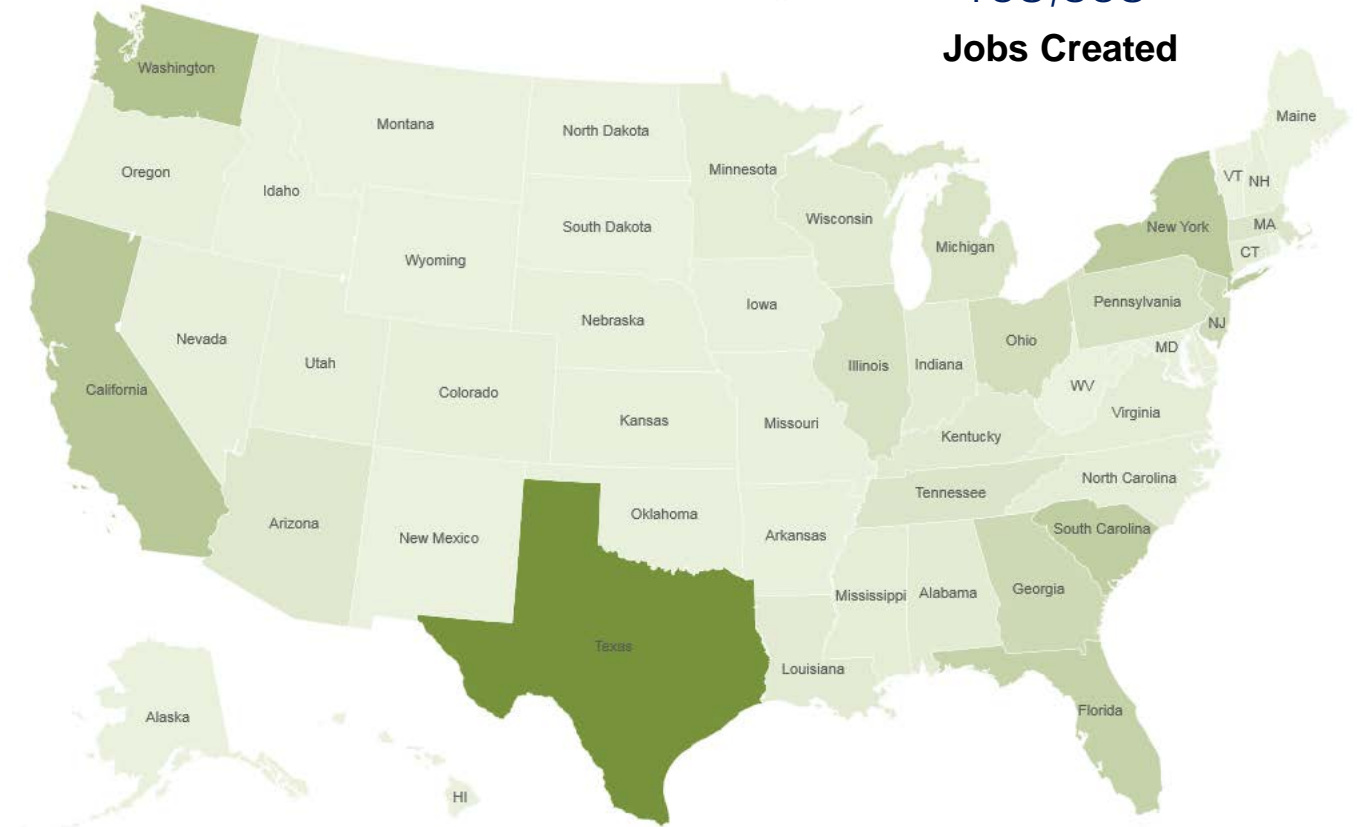 Jobs Created
Washington
Montana
North Dakota
Minnesota
Maine
Oregon
Idaho
VT
NH
South Dakota
Wisconsin
Michigan
New York
MA
CT
Wyoming
Iowa
Pennsylvania
Nebraska
NJ
Nevada
Ohio
MD
Utah
Illinois
Indiana
California
Colorado
WV
Kansas
Missouri
Virginia
Kentucky
North Carolina
Tennessee
Arizona
Oklahoma
South Carolina
New Mexico
Arkansas
Mississippi
Alabama
Georgia
Texas
Louisiana
Alaska
Florida
HI